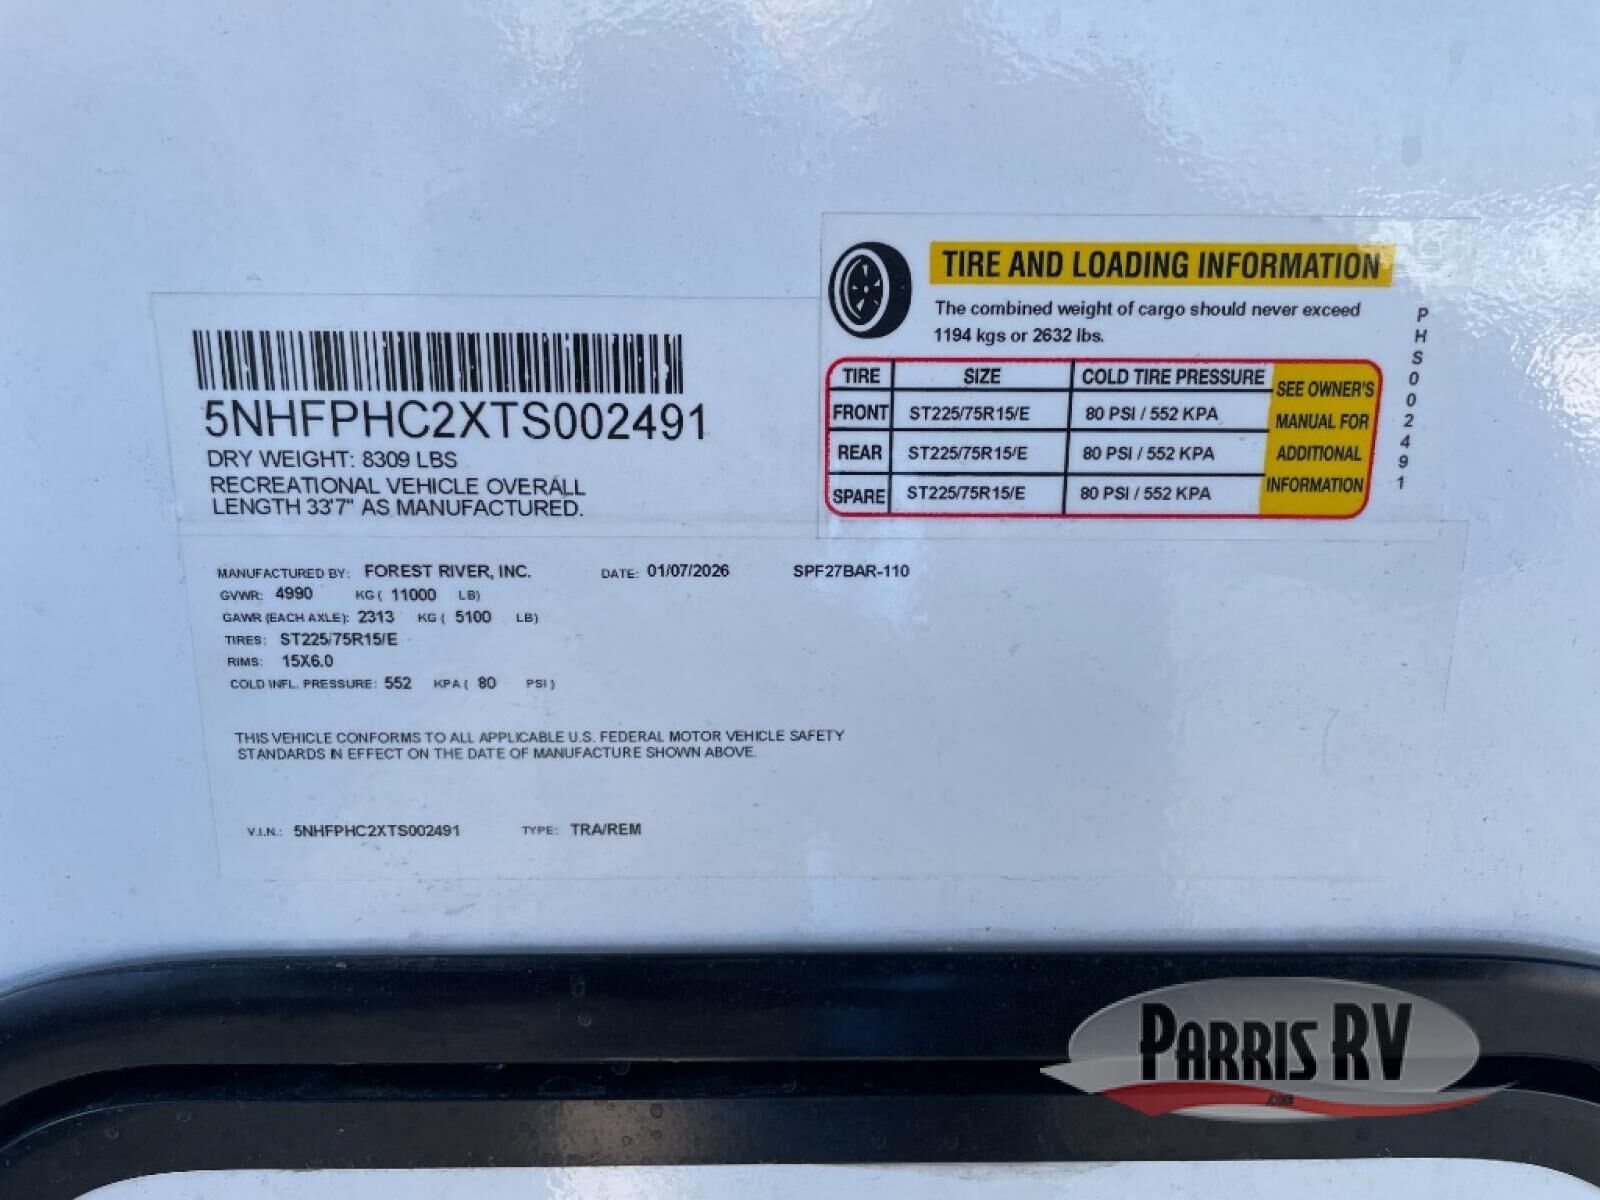 5NHFPHC2XTS002491
DRY WEIGHT: 8309 LBS
RECREATIONAL VEHICLE OVERALL
LENGTH 33'7" AS MANUFACTURED.
TIRE AND LOADING INFORMATION
The combined weight of cargo should never exceed
1194 kgs or 2632 lbs.
TIRE SIZE COLD TIRE PRESSURE
FRONT ST225/75R15/E 80 PSI / 552 KPA
REAR ST225/75R15/E 80 PSI / 552 KPA
SPARE ST225/75R15/E 80 PSI / 552 KPA
SEE OWNER'S
MANUAL FOR
ADDITIONAL
INFORMATION
PHS002491
MANUFACTURED BY: FOREST RIVER, INC. DATE: 01/07/2026 SPF27BAR-110
GVWR: 4990 KG ( 11000 LB)
GAWR (EACH AXLE): 2313 KG ( 5100 LB)
TIRES: ST225/75R15/E
RIMS: 15X6.0
COLD INFL. PRESSURE: 552 KPA ( 80 PSI )
THIS VEHICLE CONFORMS TO ALL APPLICABLE U.S. FEDERAL MOTOR VEHICLE SAFETY
STANDARDS IN EFFECT ON THE DATE OF MANUFACTURE SHOWN ABOVE.
V.I.N.: 5NHFPHC2XTS002491 TYPE: TRA/REM
PARRIS RV
.com